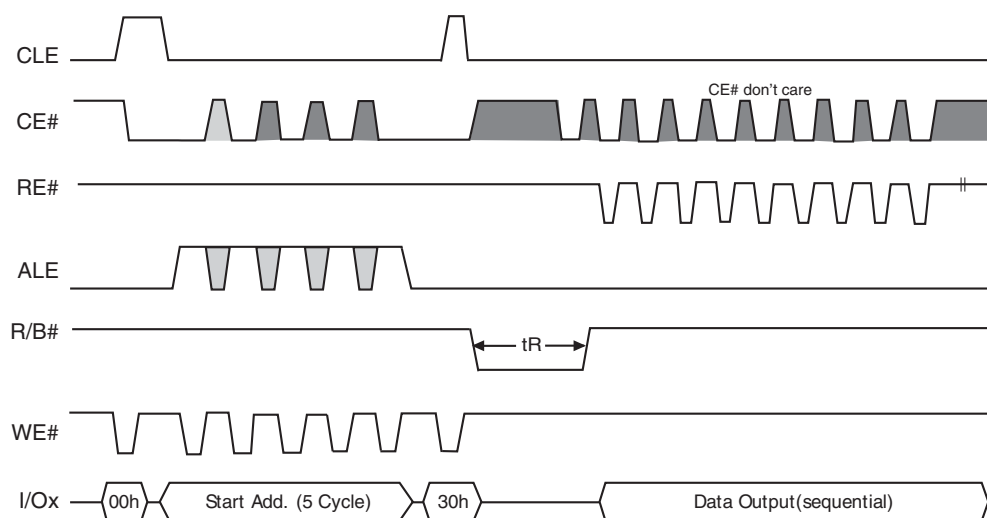 CLE
CE# don't care
CE#
RE#
ALE
R/B#
tR
WE#
I/Ox
00h
Start Add. (5 Cycle)
30h
Data Output(sequential)